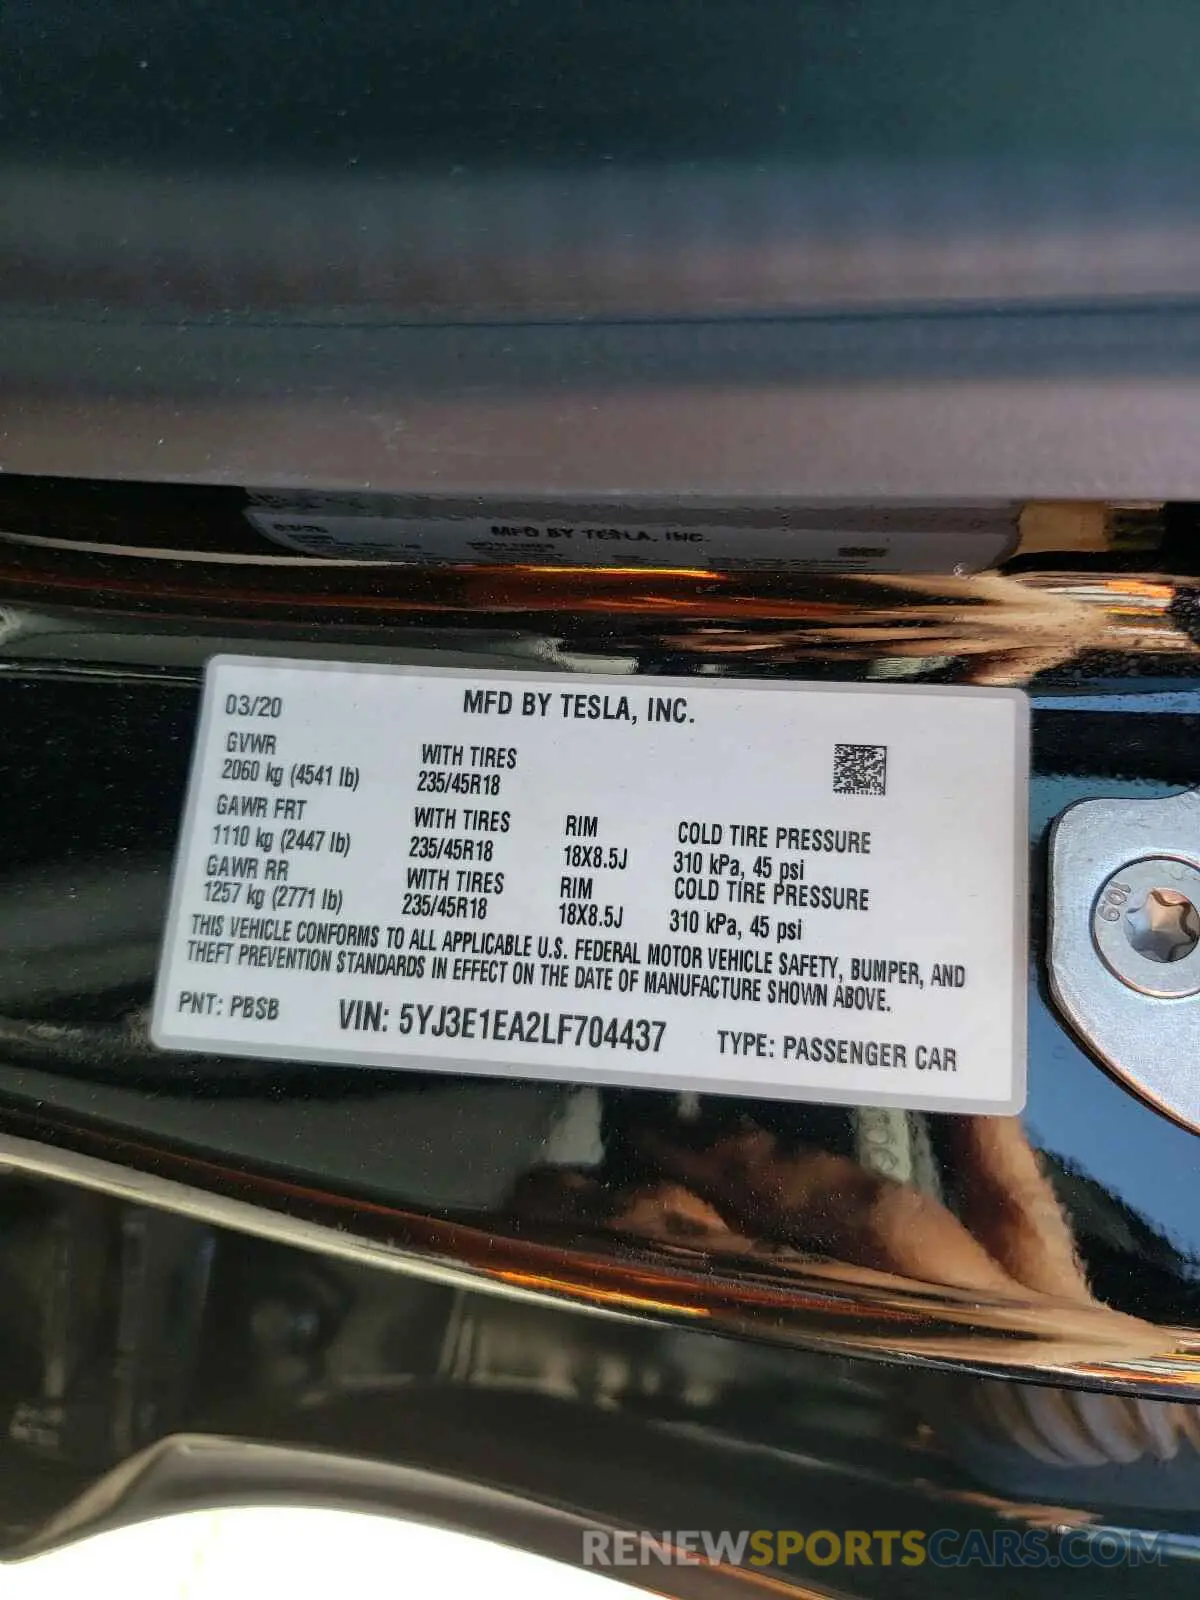 MFD BY TESLA, INC.
03/20 MFD BY TESLA, INC.
GVWR WITH TIRES
2060 kg (4541 lb) 235/45R18
GAWR FRT WITH TIRES RIM COLD TIRE PRESSURE
1110 kg (2447 lb) 235/45R18 18X8.5J 310 kPa, 45 psi
GAWR RR WITH TIRES RIM COLD TIRE PRESSURE
1257 kg (2771 lb) 235/45R18 18X8.5J 310 kPa, 45 psi
THIS VEHICLE CONFORMS TO ALL APPLICABLE U.S. FEDERAL MOTOR VEHICLE SAFETY, BUMPER, AND
THEFT PREVENTION STANDARDS IN EFFECT ON THE DATE OF MANUFACTURE SHOWN ABOVE.
PNT: PBSB VIN: 5YJ3E1EA2LF704437 TYPE: PASSENGER CAR
109
RENEWSPORTSCARS.COM